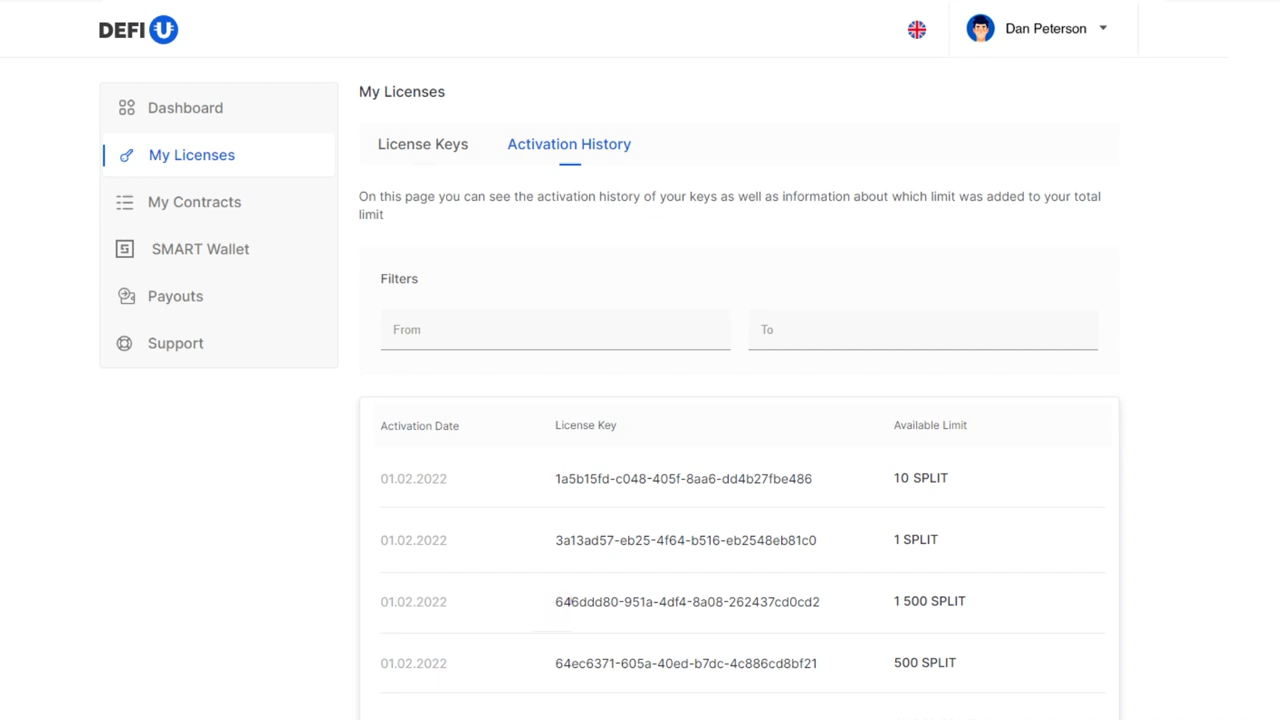 DEFI U
Dan Peterson
Dashboard
My Licenses
My Contracts
SMART Wallet
Payouts
Support
My Licenses
License Keys Activation History
On this page you can see the activation history of your keys as well as information about which limit was added to your total
limit
Filters
From To
Activation Date License Key Available Limit
01.02.2022 1a5b15fd-c048-405f-8aa6-dd4b27fbe486 10 SPLIT
01.02.2022 3a13ad57-eb25-4f64-b516-eb2548eb81c0 1 SPLIT
01.02.2022 646ddd80-951a-4df4-8a08-262437cd0cd2 1 500 SPLIT
01.02.2022 64ec6371-605a-40ed-b7dc-4c886cd8bf21 500 SPLIT